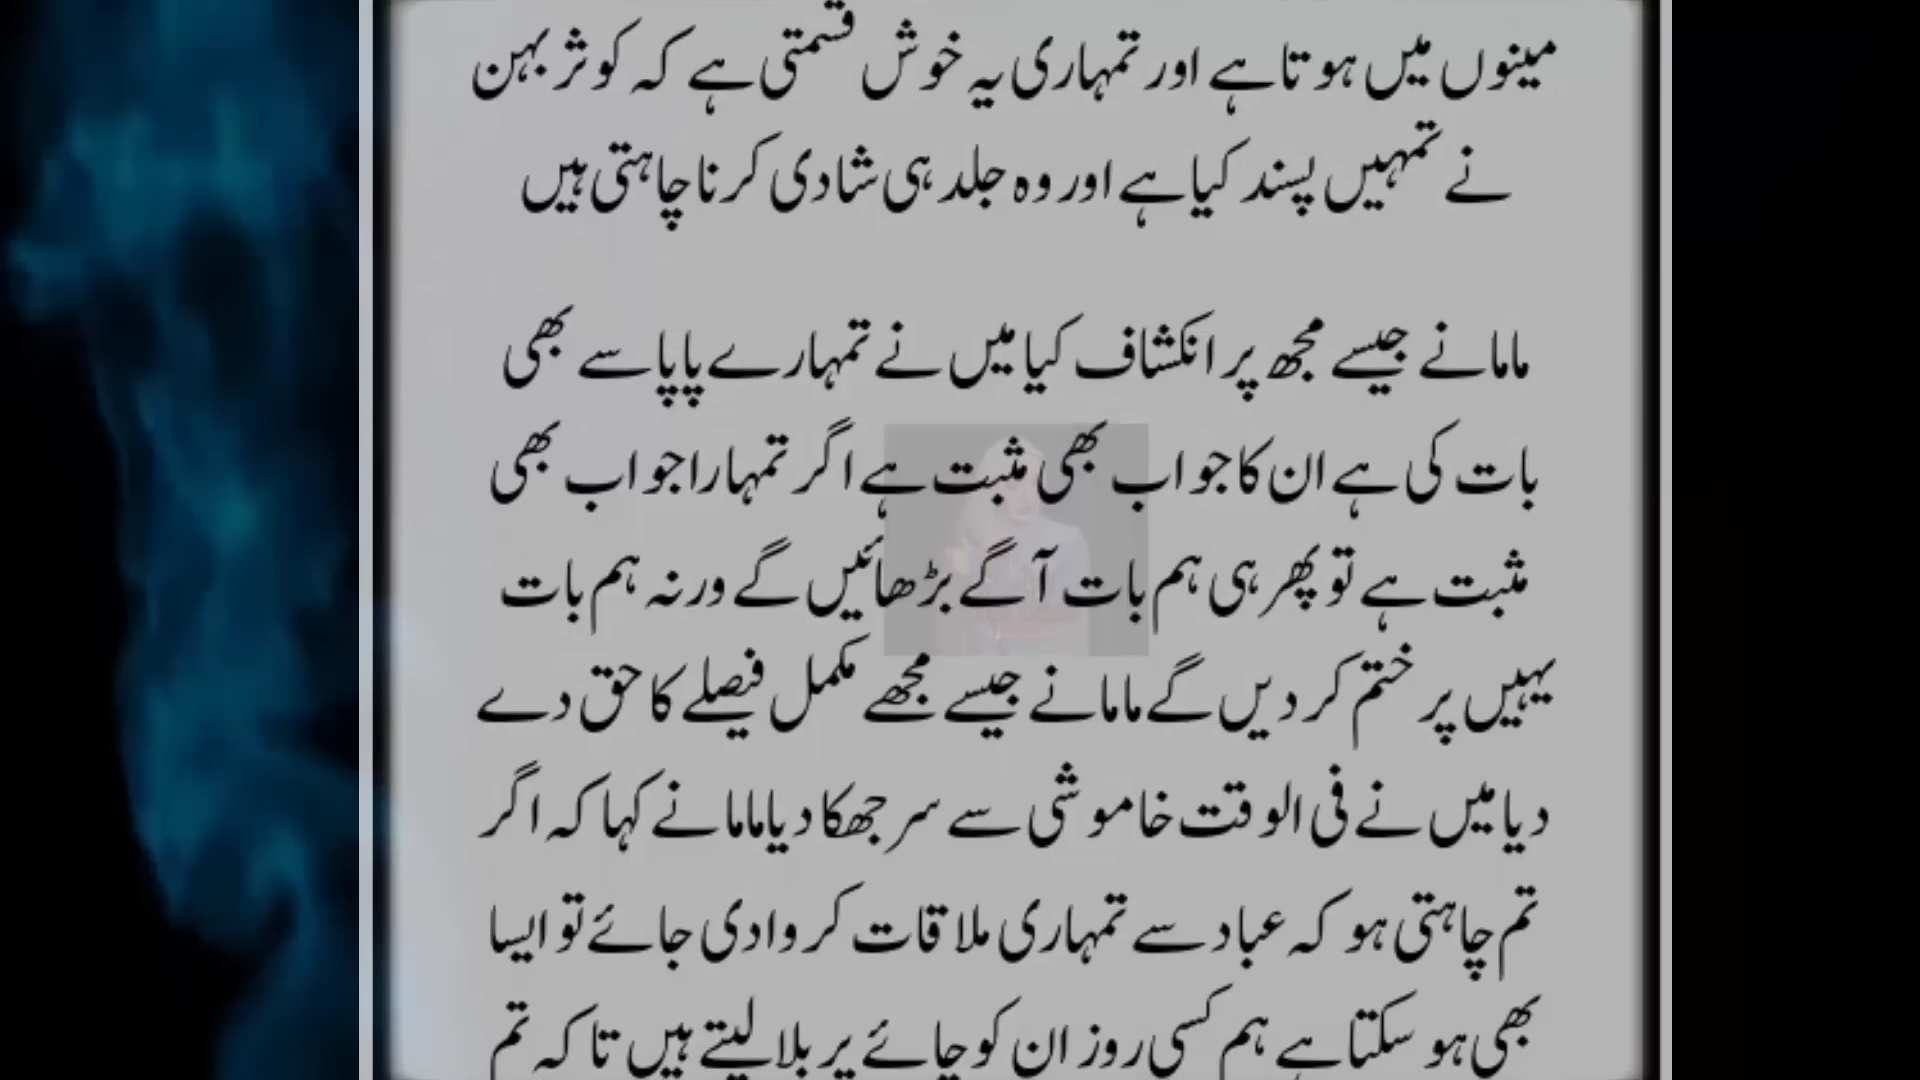 مینوں میں ہوتا ہے اور تمہاری یہ خوش قسمتی ہے کہ کوثر بہن
نے تمہیں پسند کیا ہے اور وہ جلد ہی شادی کرنا چاہتی ہیں
ماما نے جیسے مجھ پر انکشاف کیا میں نے تمہارے پاپا سے بھی
بات کی ہے ان کا جواب بھی مثبت ہے اگر تمہارا جواب بھی
مثبت ہے تو پھر ہی ہم بات آگے بڑھائیں گے ورنہ ہم بات
یہیں پر ختم کر دیں گے ماما نے جیسے مجھے مکمل فیصلے کا حق دے
دیا میں نے فی الوقت خاموشی سے سر جھکا دیا ماما نے کہا کہ اگر
تم چاہتی ہو کہ عباد سے تمہاری ملاقات کروا دی جائے تو ایسا
بھی ہو سکتا ہے ہم کسی روز ان کو چائے پر بلا لیتے ہیں تا کہ تم